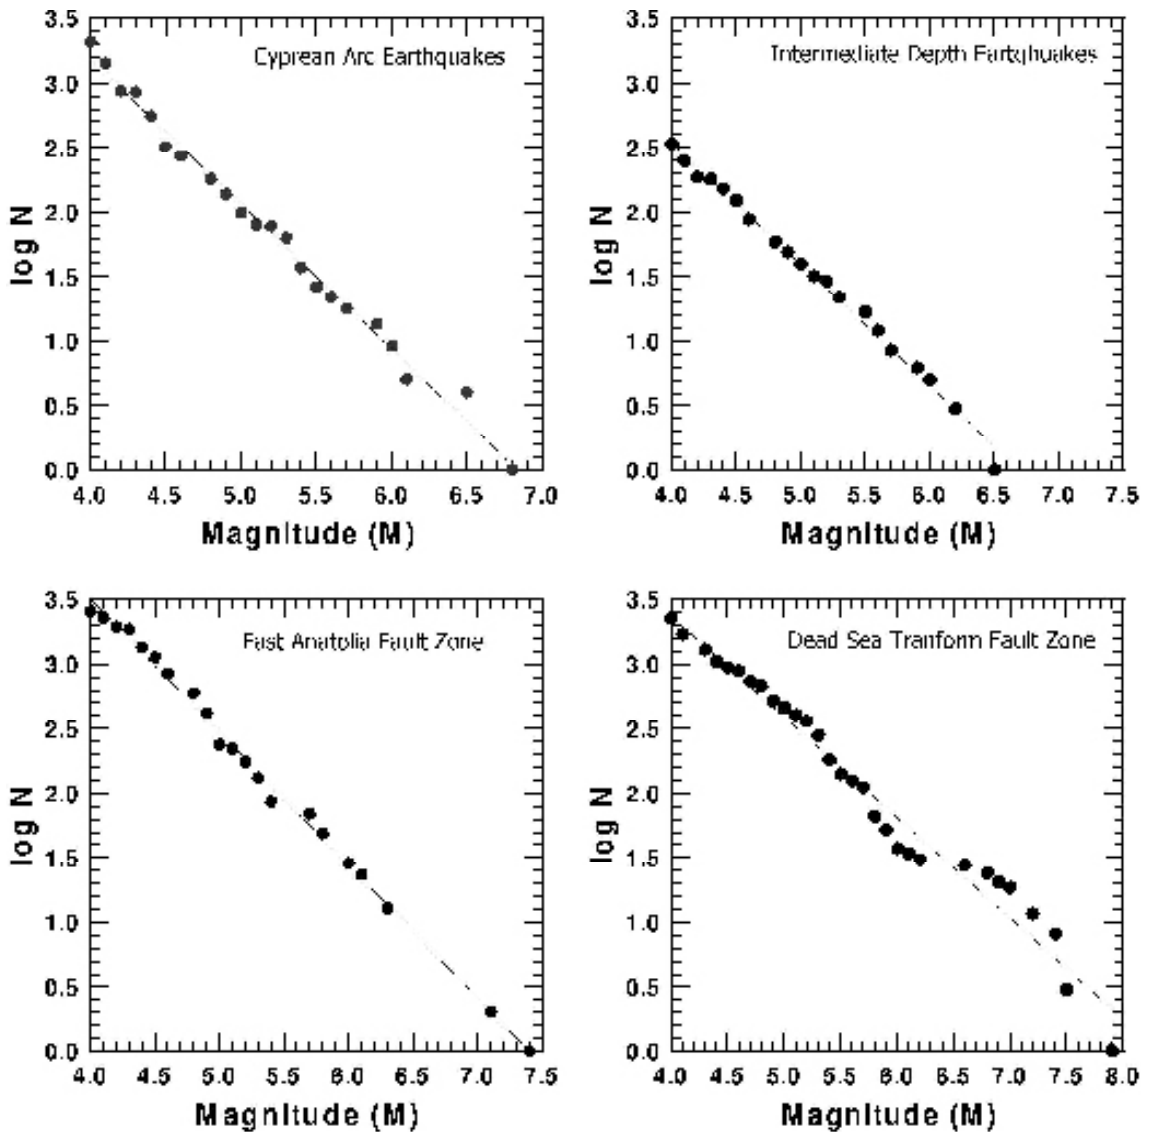 Cyprean Arc Earthquakes
3.5
3.0
2.5
2.0
1.5
1.0
0.5
0.0
log N
4.0 4.5 5.0 5.5 6.0 6.5 7.0
Magnitude (M)
Intermediate Depth Eartqhuakes
3.5
3.0
2.5
2.0
1.5
1.0
0.5
0.0
log N
4.0 4.5 5.0 5.5 6.0 6.5 7.0 7.5
Magnitude (M)
East Anatolia Fault Zone
3.5
3.0
2.5
2.0
1.5
1.0
0.5
0.0
log N
4.0 4.5 5.0 5.5 6.0 6.5 7.0 7.5
Magnitude (M)
Dead Sea Tranform Fault Zone
3.5
3.0
2.5
2.0
1.5
1.0
0.5
0.0
log N
4.0 4.5 5.0 5.5 6.0 6.5 7.0 7.5 8.0
Magnitude (M)